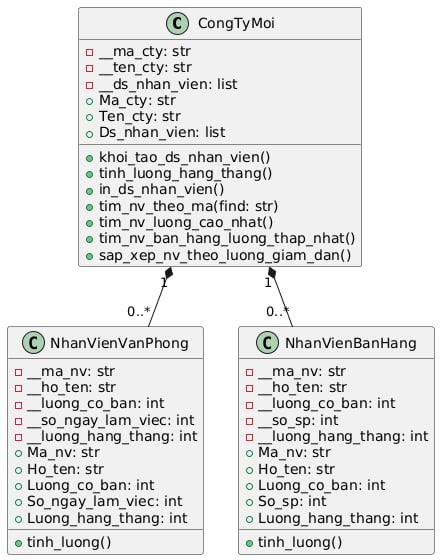 C CongTyMoi
__ma_cty: str
__ten_cty: str
__ds_nhan_vien: list
Ma_cty: str
Ten_cty: str
Ds_nhan_vien: list
khoi_tao_ds_nhan_vien()
tinh_luong_hang_thang()
in_ds_nhan_vien()
tim_nv_theo_ma(find: str)
tim_nv_luong_cao_nhat()
tim_nv_ban_hang_luong_thap_nhat()
sap_xep_nv_theo_luong_giam_dan()
1
1
0..*
0..*
C NhanVienVanPhong
__ma_nv: str
__ho_ten: str
__luong_co_ban: int
__so_ngay_lam_viec: int
__luong_hang_thang: int
Ma_nv: str
Ho_ten: str
Luong_co_ban: int
So_ngay_lam_viec: int
Luong_hang_thang: int
tinh_luong()
C NhanVienBanHang
__ma_nv: str
__ho_ten: str
__luong_co_ban: int
__so_sp: int
__luong_hang_thang: int
Ma_nv: str
Ho_ten: str
Luong_co_ban: int
So_sp: int
Luong_hang_thang: int
tinh_luong()